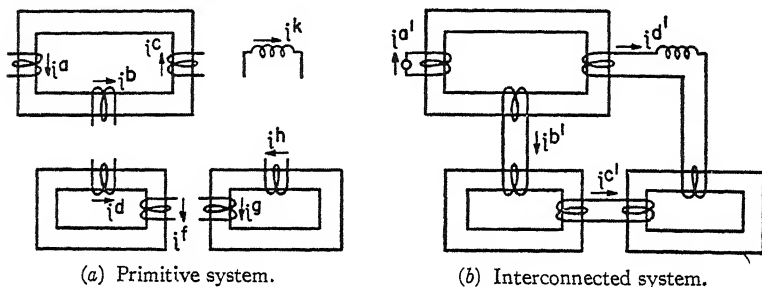 i^a
i^b
i^c
i^k
i^a'
i^d'
i^b'
i^h
i^d
i^f
i^g
i^c'
(a) Primitive system.
(b) Interconnected system.